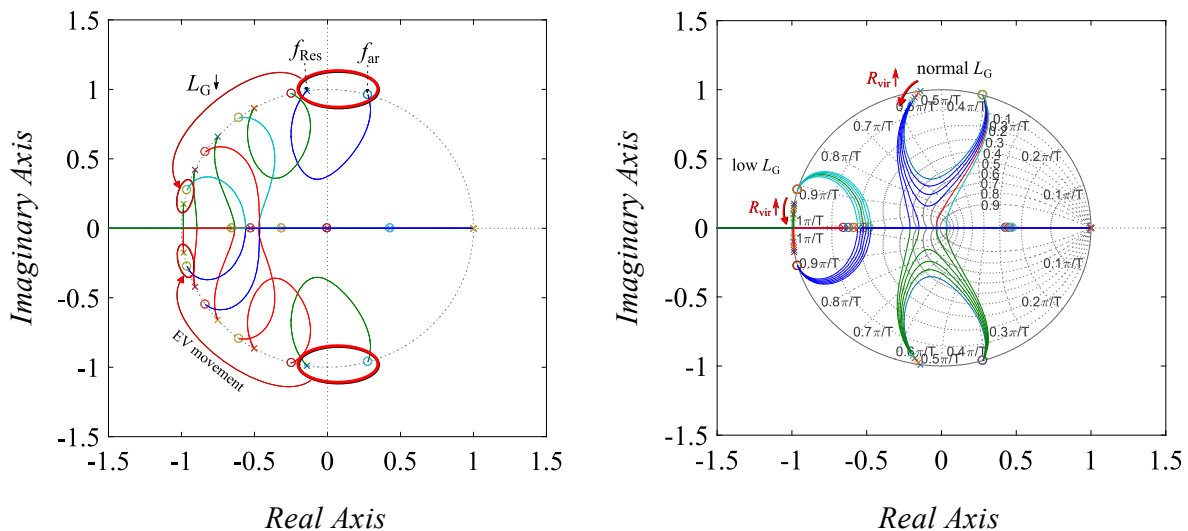 1.5
1
0.5
0
-0.5
-1
-1.5
-1.5
-1
-0.5
0
0.5
1
1.5
Imaginary Axis
Real Axis
L_G↓
f_Res
f_ar
EV movement
1.5
1
0.5
0
-0.5
-1
-1.5
-1.5
-1
-0.5
0
0.5
1
1.5
Imaginary Axis
Real Axis
R_vir↑
normal L_G
low L_G
R_vir↑
0.5π/T
0.6π/T
0.4π/T
0.7π/T
0.3π/T
0.8π/T
0.2π/T
0.9π/T
0.1π/T
1π/T
1π/T
0.9π/T
0.1π/T
0.8π/T
0.2π/T
0.7π/T
0.3π/T
0.6π/T
0.4π/T
0.5π/T
0.1
0.2
0.3
0.4
0.5
0.6
0.7
0.8
0.9